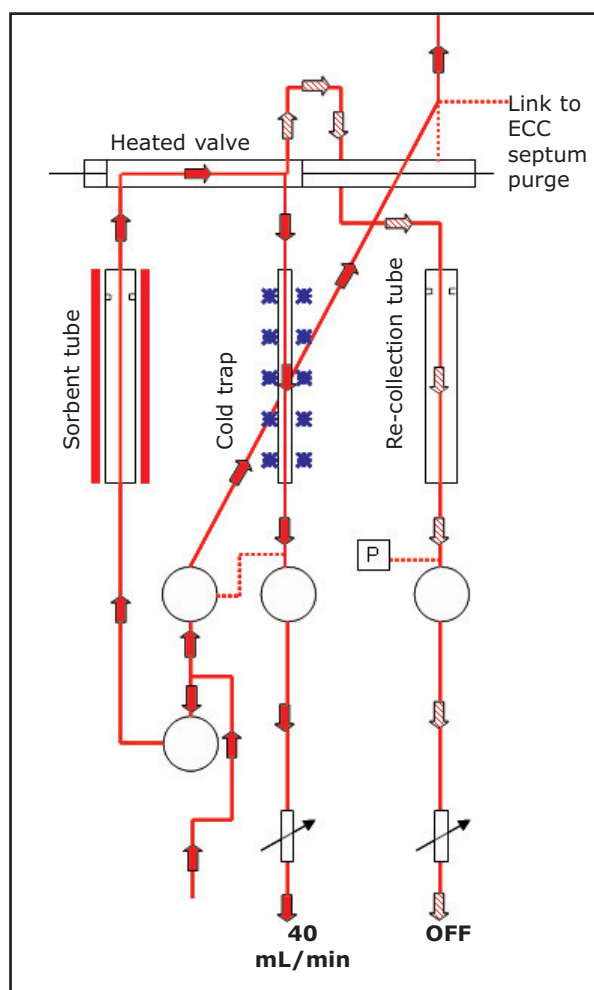 Link to
ECC
septum
purge
Heated valve
Sorbent tube
Cold trap
Re-collection tube
P
40
mL/min
OFF